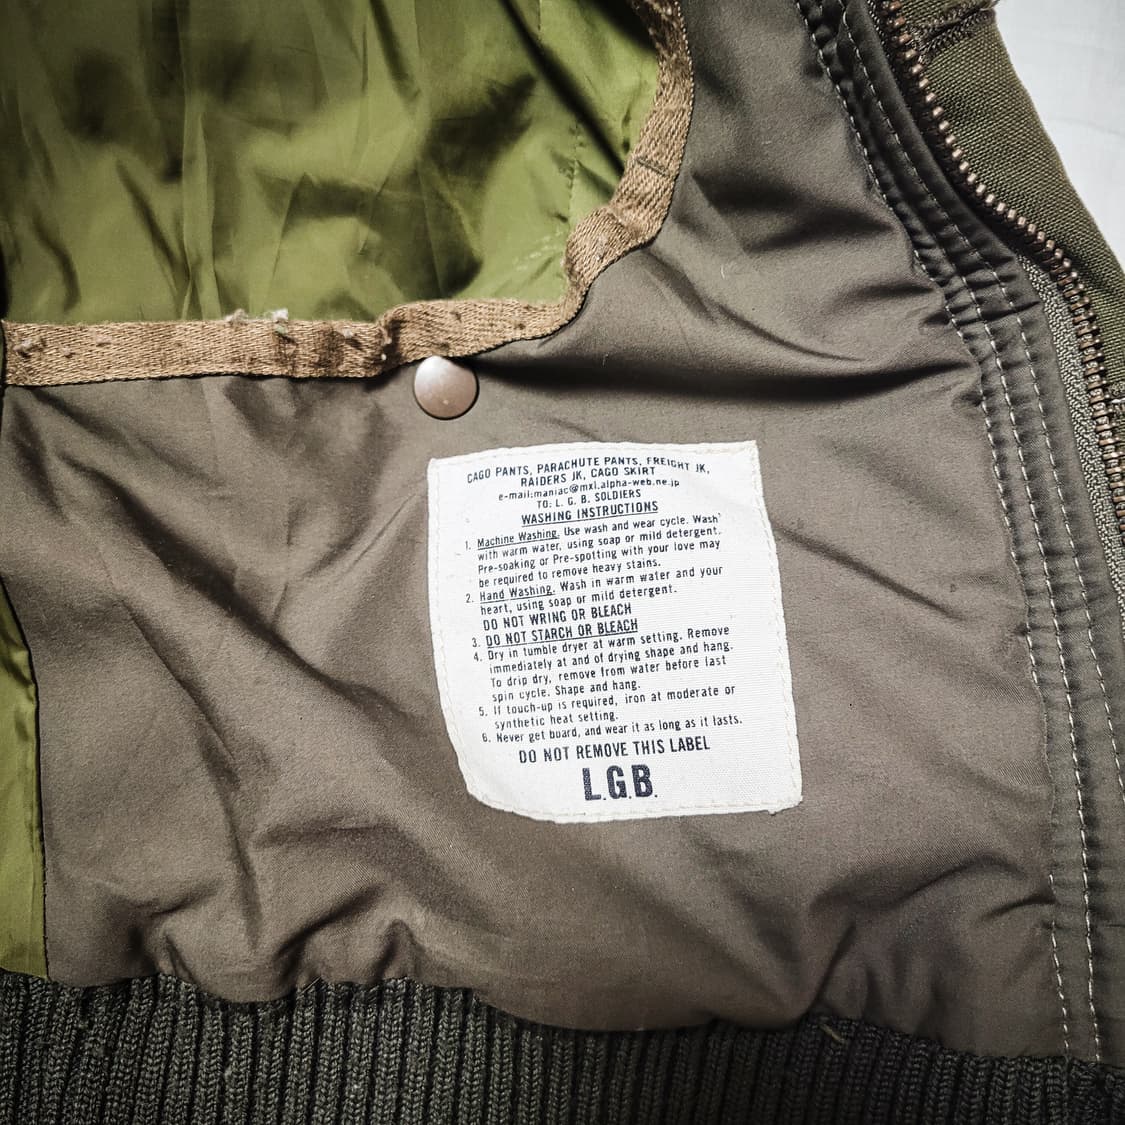 CAGO PANTS, PARACHUTE PANTS, FREIGHT JK,
RAIDERS JK, CAGO SKIRT
e-mail:maniac@mxl.alpha-web.ne.jp
TO: L. G. B. SOLDIERS
WASHING INSTRUCTIONS
1. Machine Washing. Use wash and wear cycle. Wash
with warm water, using soap or mild detergent.
Pre-soaking or Pre-spotting with your love may
be required to remove heavy stains.
2. Hand Washing. Wash in warm water and your
heart, using soap or mild detergent.
DO NOT WRING OR BLEACH
3. DO NOT STARCH OR BLEACH
4. Dry in tumble dryer at warm setting. Remove
immediately at and of drying shape and hang.
To drip dry, remove from water before last
spin cycle. Shape and hang.
5. If touch-up is required, iron at moderate or
synthetic heat setting.
6. Never get buard, and wear it as long as it lasts.
DO NOT REMOVE THIS LABEL
L.G.B.